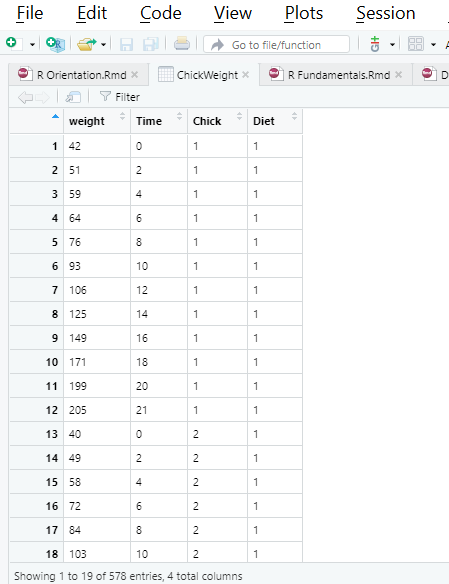 File Edit Code View Plots Session
Go to file/function
R Orientation.Rmd ChickWeight R Fundamentals.Rmd D
Filter
weight Time Chick Diet
1 42 0 1 1
2 51 2 1 1
3 59 4 1 1
4 64 6 1 1
5 76 8 1 1
6 93 10 1 1
7 106 12 1 1
8 125 14 1 1
9 149 16 1 1
10 171 18 1 1
11 199 20 1 1
12 205 21 1 1
13 40 0 2 1
14 49 2 2 1
15 58 4 2 1
16 72 6 2 1
17 84 8 2 1
18 103 10 2 1
Showing 1 to 19 of 578 entries, 4 total columns